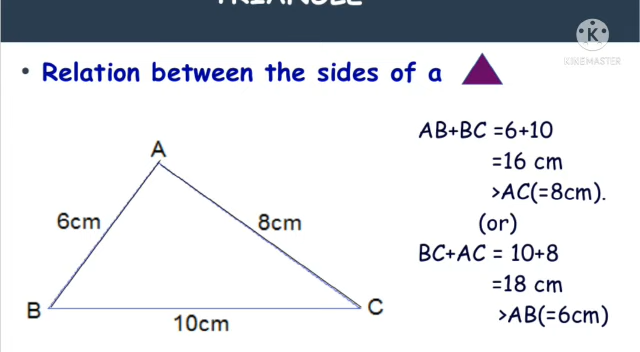 TRIANGLE
K
KINEMASTER
• Relation between the sides of a
AB+BC =6+10
=16 cm
>AC(=8cm).
(or)
BC+AC = 10+8
=18 cm
>AB(=6cm)
A
6cm
8cm
B
C
10cm